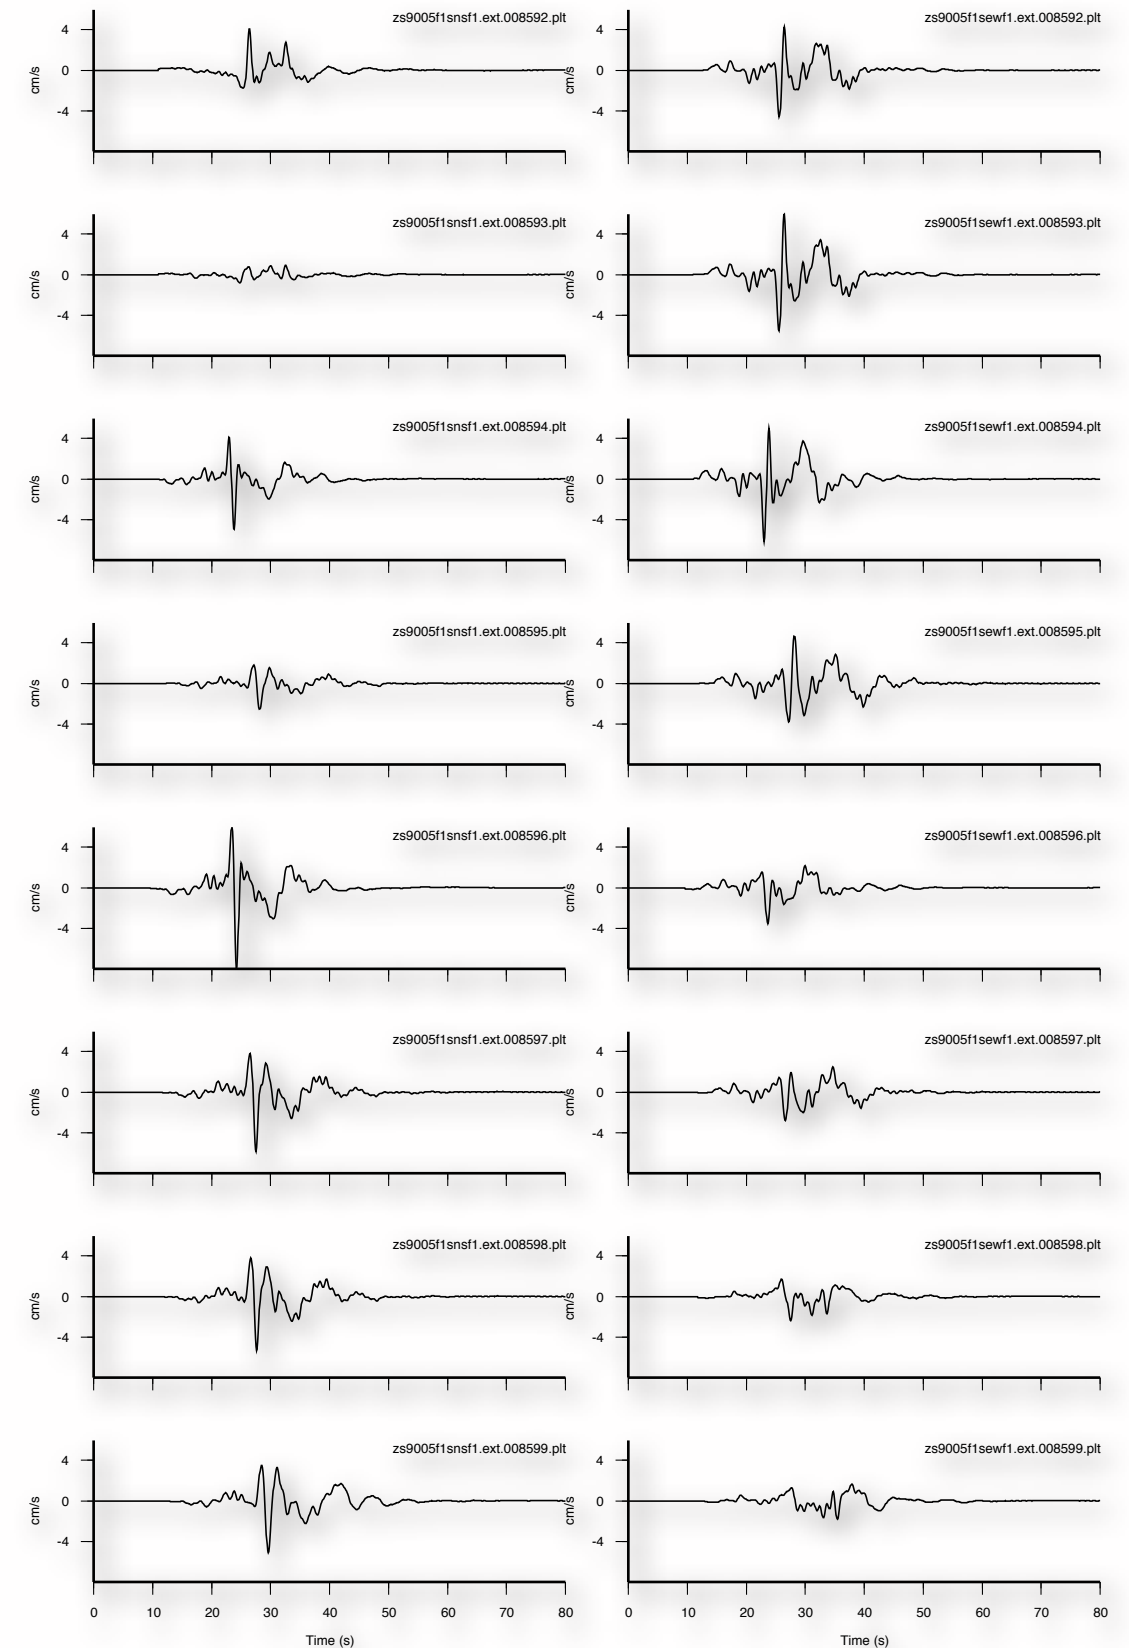 zs9005f1snsf1.ext.008592.plt
4
0
-4
cm/s
zs9005f1sewf1.ext.008592.plt
4
0
-4
cm/s
zs9005f1snsf1.ext.008593.plt
4
0
-4
cm/s
zs9005f1sewf1.ext.008593.plt
4
0
-4
cm/s
zs9005f1snsf1.ext.008594.plt
4
0
-4
cm/s
zs9005f1sewf1.ext.008594.plt
4
0
-4
cm/s
zs9005f1snsf1.ext.008595.plt
4
0
-4
cm/s
zs9005f1sewf1.ext.008595.plt
4
0
-4
cm/s
zs9005f1snsf1.ext.008596.plt
4
0
-4
cm/s
zs9005f1sewf1.ext.008596.plt
4
0
-4
cm/s
zs9005f1snsf1.ext.008597.plt
4
0
-4
cm/s
zs9005f1sewf1.ext.008597.plt
4
0
-4
cm/s
zs9005f1snsf1.ext.008598.plt
4
0
-4
cm/s
zs9005f1sewf1.ext.008598.plt
4
0
-4
cm/s
zs9005f1snsf1.ext.008599.plt
4
0
-4
cm/s
0 10 20 30 40 50 60 70 80
Time (s)
zs9005f1sewf1.ext.008599.plt
4
0
-4
cm/s
0 10 20 30 40 50 60 70 80
Time (s)